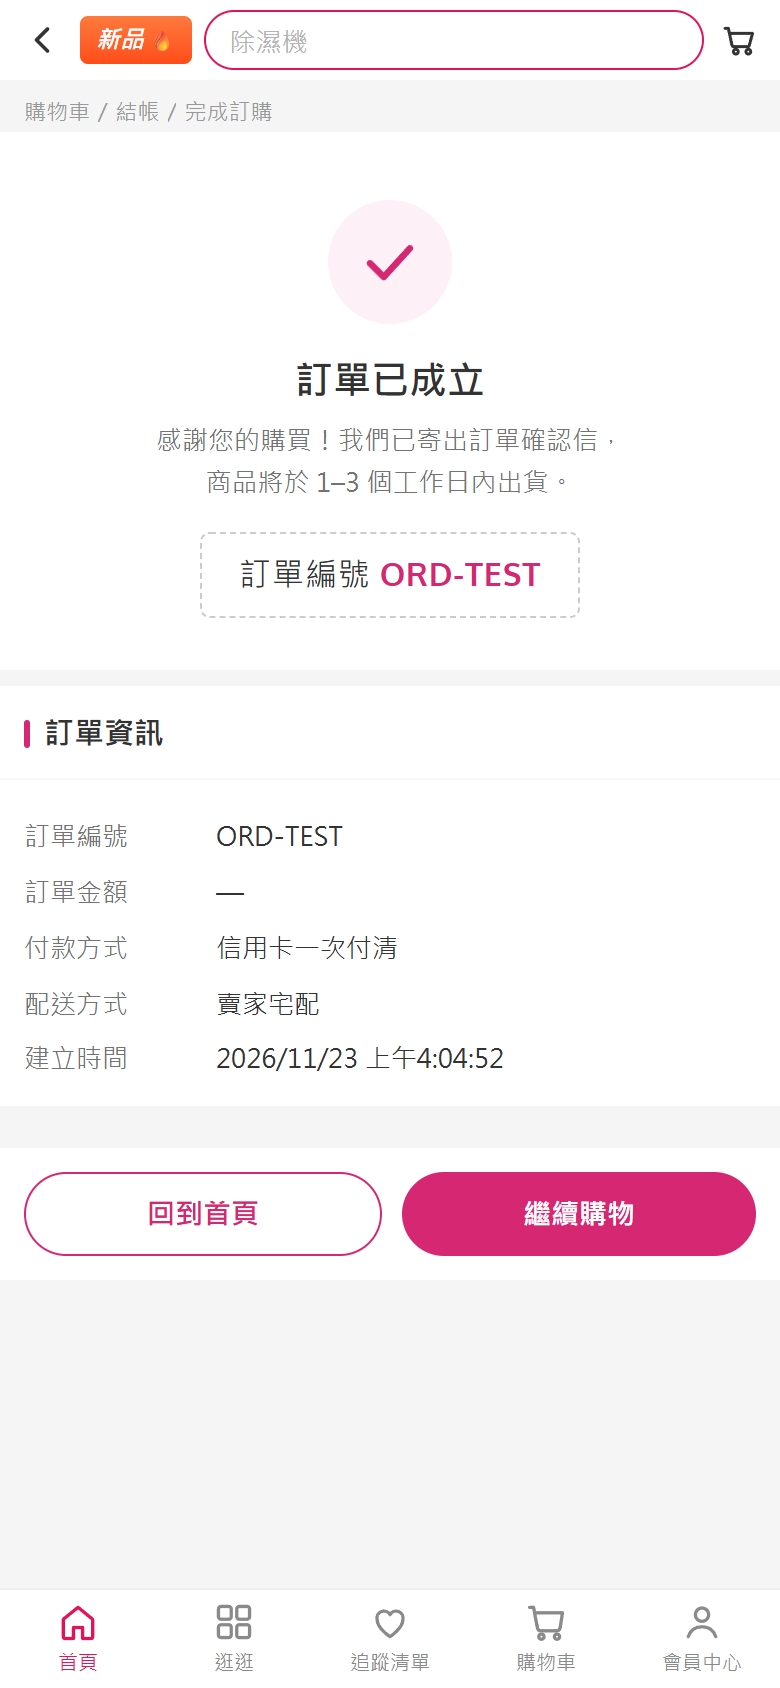 新品
除濕機
購物車 / 結帳 / 完成訂購
訂單已成立
感謝您的購買！我們已寄出訂單確認信，
商品將於 1–3 個工作日內出貨。
訂單編號 ORD-TEST
訂單資訊
訂單編號 ORD-TEST
訂單金額 —
付款方式 信用卡一次付清
配送方式 賣家宅配
建立時間 2026/11/23 上午4:04:52
回到首頁 繼續購物
首頁 逛逛 追蹤清單 購物車 會員中心